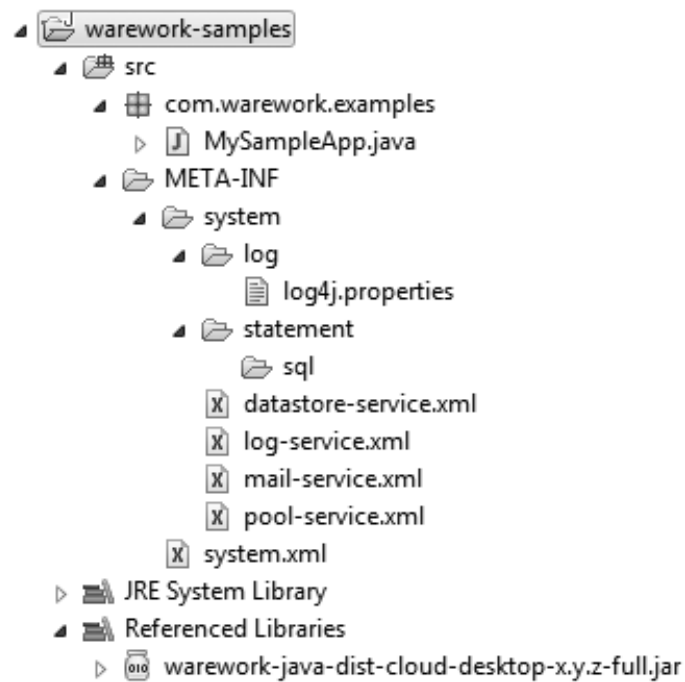 warework-samples
src
com.warework.examples
MySampleApp.java
META-INF
system
log
log4j.properties
statement
sql
datastore-service.xml
log-service.xml
mail-service.xml
pool-service.xml
system.xml
JRE System Library
Referenced Libraries
warework-java-dist-cloud-desktop-x.y.z-full.jar